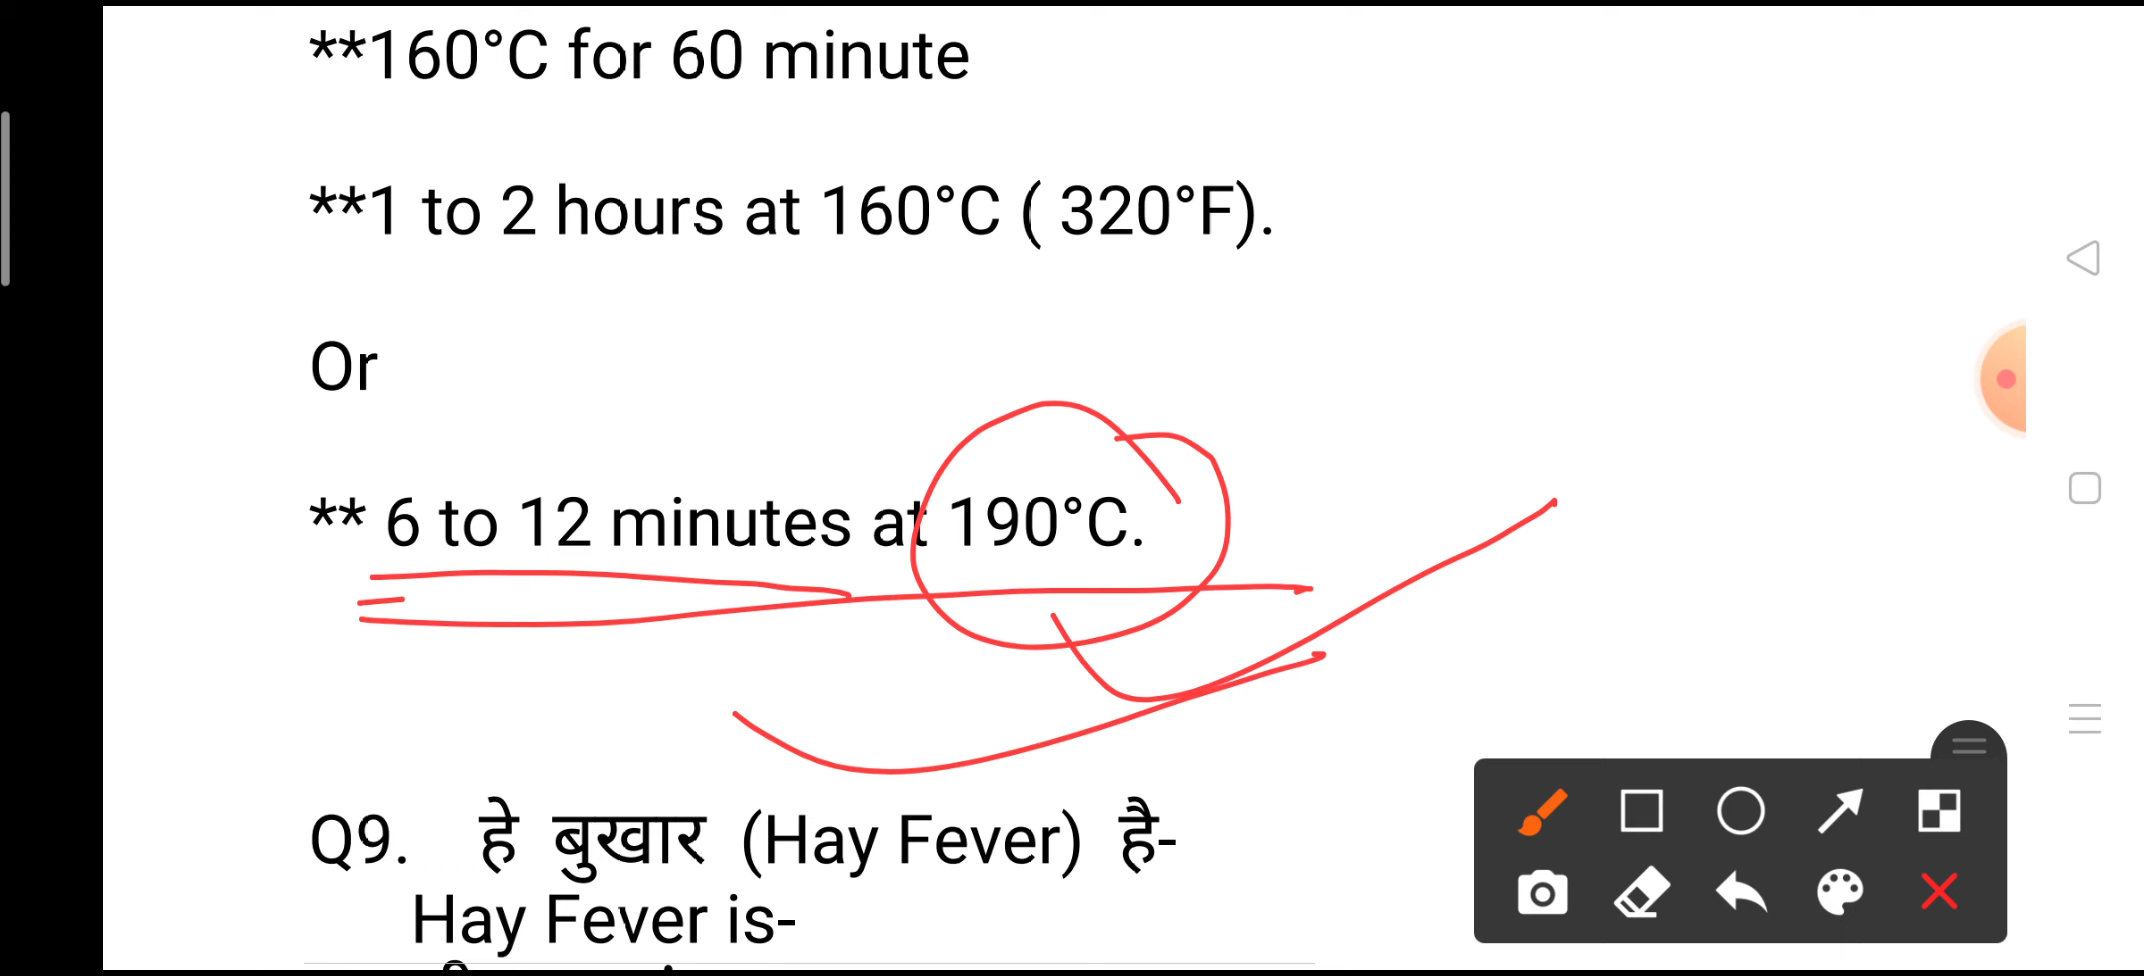 **160°C for 60 minute
**1 to 2 hours at 160°C ( 320°F).
Or
** 6 to 12 minutes at 190°C.
Q9. हे बुखार (Hay Fever) है-
Hay Fever is-